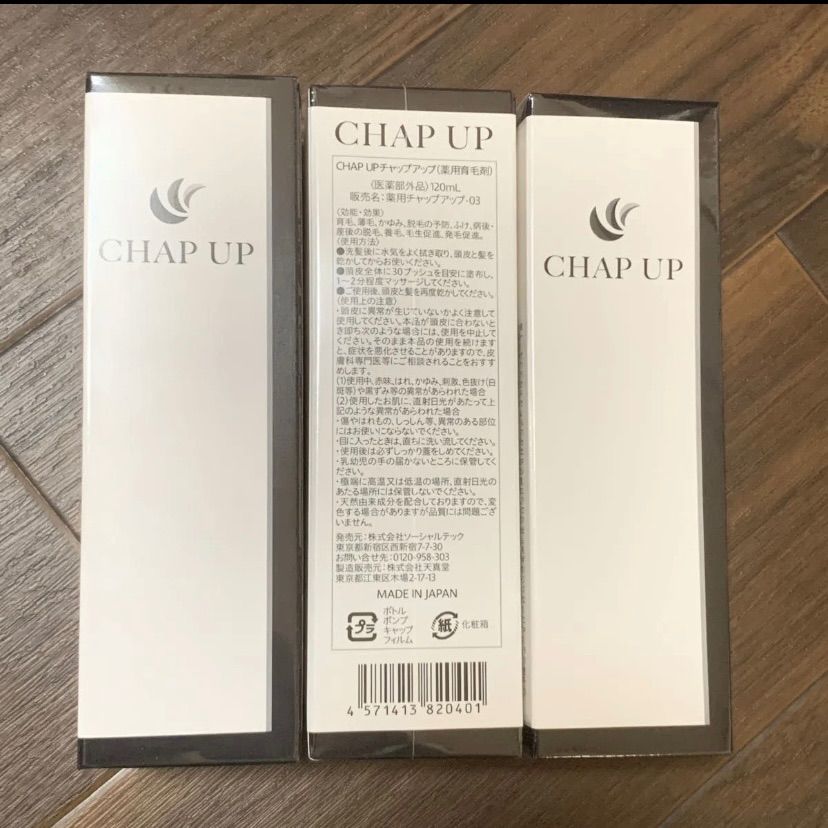 CHAP UP
CHAP UP
CHAP UPチャップアップ(薬用育毛剤)
〈医薬部外品〉120mL
販売名:薬用チャップアップ-03
〈効能・効果〉
育毛、薄毛、かゆみ、脱毛の予防、ふけ、病後・
産後の脱毛、養毛、毛生促進、発毛促進。
〈使用方法〉
●洗髪後に水気をよく拭き取り、頭皮と髪を
乾かしてからお使いください。
●頭皮全体に30プッシュを目安に塗布し、
1〜2分程度マッサージしてください。
●ご使用後、頭皮と髪を再度乾かしてください。
〈使用上の注意〉
・頭皮に異常が生じていないかよく注意して
使用してください。本品が頭皮に合わないと
き即ち次のような場合には、使用を中止して
ください。そのまま本品の使用を続けます
と、症状を悪化させることがありますので、皮
膚科専門医等にご相談されることをおすす
めします。
(1)使用中、赤味、はれ、かゆみ、刺激、色抜け(白
斑等)や黒ずみ等の異常があらわれた場合
(2)使用したお肌に、直射日光があたって上
記のような異常があらわれた場合
・傷やはれもの、しっしん等、異常のある部位
にはお使いにならないでください。
・目に入ったときは、直ちに洗い流してください。
・使用後は必ずしっかり蓋をしめてください。
・乳幼児の手の届かないところに保管してく
ださい。
・極端に高温又は低温の場所、直射日光の
あたる場所には保管しないでください。
・天然由来成分を配合しておりますので、変
色する場合がありますが品質には問題ござ
いません。
発売元:株式会社ソーシャルテック
東京都新宿区西新宿7-7-30
お問い合せ先:0120-958-303
製造販売元:株式会社天真堂
東京都江東区木場2-17-13
MADE IN JAPAN
プラ
ボトル
ポンプ
キャップ
フィルム
紙
化粧箱
4 571413 820401
CHAP UP